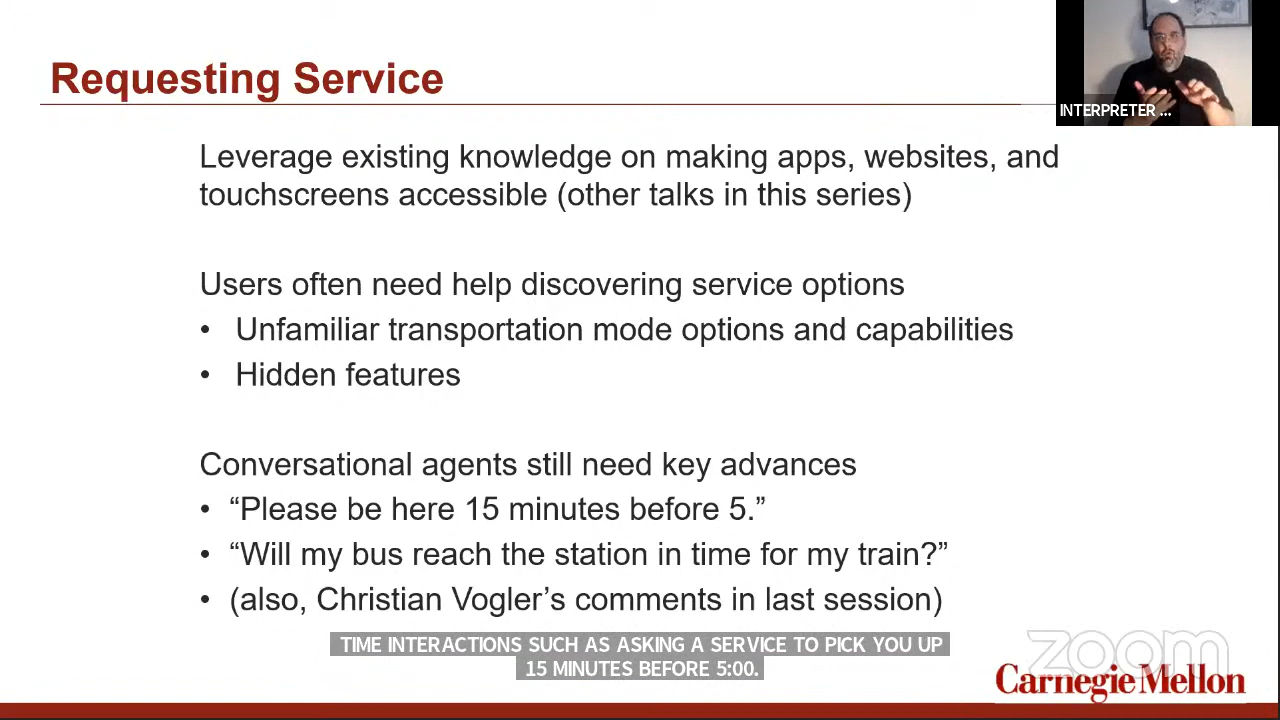 Requesting Service
INTERPRETER ...
Leverage existing knowledge on making apps, websites, and
touchscreens accessible (other talks in this series)
Users often need help discovering service options
• Unfamiliar transportation mode options and capabilities
• Hidden features
Conversational agents still need key advances
• “Please be here 15 minutes before 5.”
• “Will my bus reach the station in time for my train?”
• (also, Christian Vogler’s comments in last session)
TIME INTERACTIONS SUCH AS ASKING A SERVICE TO PICK YOU UP
15 MINUTES BEFORE 5:00.
zoom
Carnegie Mellon